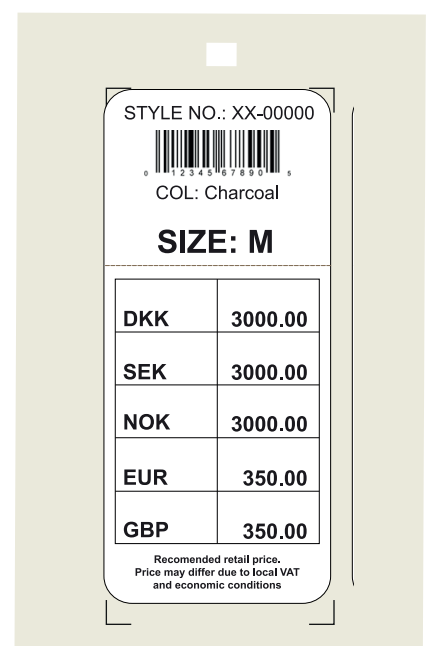 STYLE NO.: XX-00000
0 12345 67890 5
COL: Charcoal
SIZE: M
DKK 3000.00
SEK 3000.00
NOK 3000.00
EUR 350.00
GBP 350.00
Recomended retail price.
Price may differ due to local VAT
and economic conditions